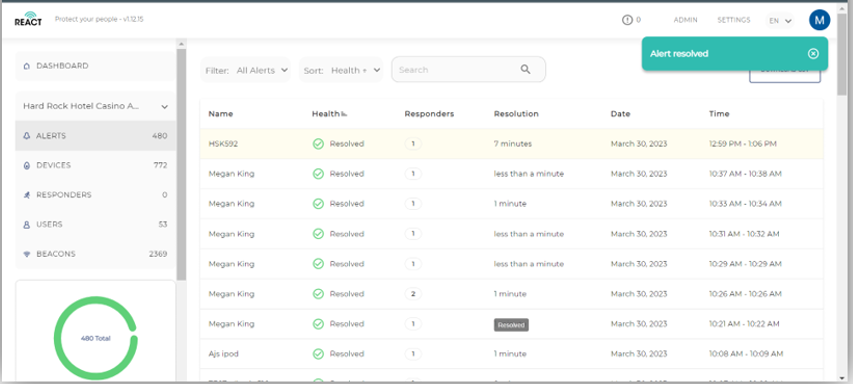 REACT Protect your people - v1.12.15 0 ADMIN SETTINGS EN M
Alert resolved
DASHBOARD
Filter: All Alerts Sort: Health ↑ Search
Hard Rock Hotel Casino A...
Name Health Responders Resolution Date Time
ALERTS 480
HSK592 Resolved 1 7 minutes March 30, 2023 12:59 PM - 1:06 PM
DEVICES 772
Megan King Resolved 1 less than a minute March 30, 2023 10:37 AM - 10:38 AM
RESPONDERS 0
Megan King Resolved 1 1 minute March 30, 2023 10:33 AM - 10:34 AM
USERS 53
Megan King Resolved 1 less than a minute March 30, 2023 10:31 AM - 10:32 AM
BEACONS 2369
Megan King Resolved 1 less than a minute March 30, 2023 10:29 AM - 10:29 AM
Megan King Resolved 2 1 minute March 30, 2023 10:26 AM - 10:26 AM
Megan King Resolved 1 Resolved March 30, 2023 10:21 AM - 10:22 AM
480 Total
Ajs ipod Resolved 1 1 minute March 30, 2023 10:08 AM - 10:09 AM